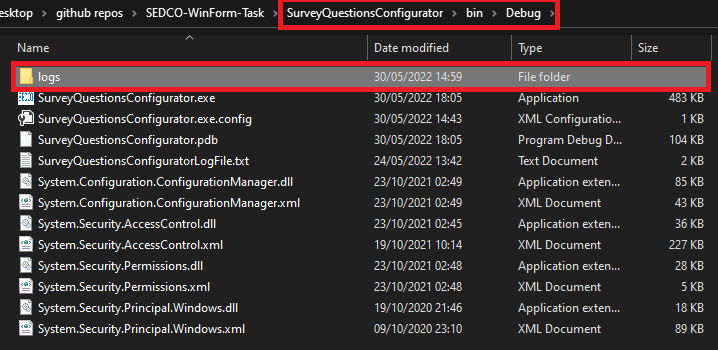 esktop > github repos > SEDCO-WinForm-Task > SurveyQuestionsConfigurator > bin > Debug >
Name Date modified Type Size
logs 30/05/2022 14:59 File folder
SurveyQuestionsConfigurator.exe 30/05/2022 18:05 Application 483 KB
SurveyQuestionsConfigurator.exe.config 30/05/2022 14:43 XML Configuratio... 1 KB
SurveyQuestionsConfigurator.pdb 30/05/2022 18:05 Program Debug D... 104 KB
SurveyQuestionsConfiguratorLogFile.txt 24/05/2022 13:42 Text Document 2 KB
System.Configuration.ConfigurationManager.dll 23/10/2021 02:49 Application exten... 85 KB
System.Configuration.ConfigurationManager.xml 23/10/2021 02:49 XML Document 43 KB
System.Security.AccessControl.dll 23/10/2021 02:45 Application exten... 36 KB
System.Security.AccessControl.xml 19/10/2021 10:14 XML Document 227 KB
System.Security.Permissions.dll 23/10/2021 02:48 Application exten... 28 KB
System.Security.Permissions.xml 23/10/2021 02:48 XML Document 5 KB
System.Security.Principal.Windows.dll 19/10/2020 21:46 Application exten... 18 KB
System.Security.Principal.Windows.xml 09/10/2020 23:10 XML Document 89 KB